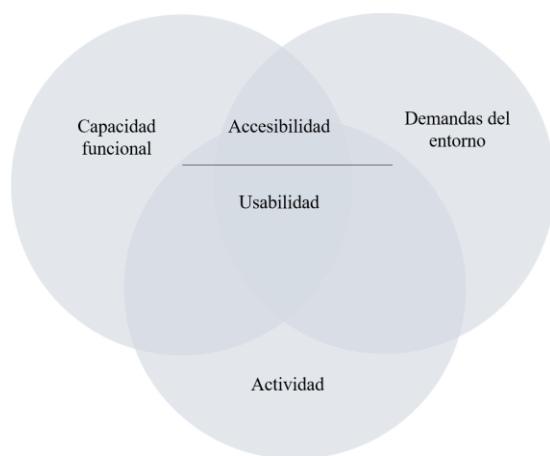 Capacidad
funcional
Accesibilidad
Demandas del
entorno
Usabilidad
Actividad